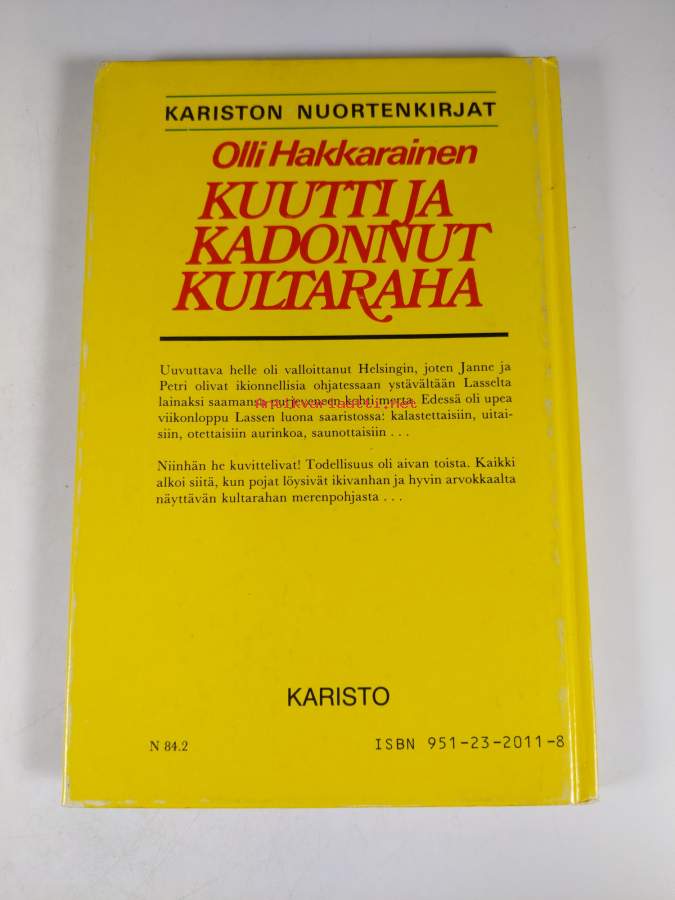 KARISTON NUORTENKIRJAT
Olli Hakkarainen
KUUTTI JA
KADONNUT
KULTARAHA
Uuvuttava helle oli valloittanut Helsingin, joten Janne ja
Petri olivat ikionnellisia ohjatessaan ystävältään Lasselta
lainaksi saamansa purjeveneen kohti merta. Edessä oli upea
Antikvariaatti.net
viikonloppu Lassen luona saaristossa: kalastettaisiin, uitai-
siin, otettaisiin aurinkoa, saunottaisiin . . .
Niinhän he kuvittelivat! Todellisuus oli aivan toista. Kaikki
alkoi siitä, kun pojat löysivät ikivanhan ja hyvin arvokkaalta
näyttävän kultarahan merenpohjasta . . .
KARISTO
N 84.2
ISBN 951-23-2011-8